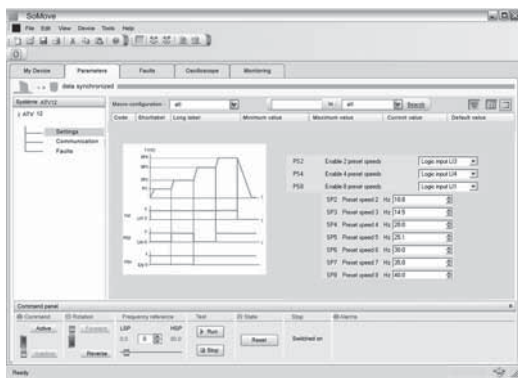 SoMove
File Edit View Device Tools Help
My Device Parameters Faults Oscilloscope Monitoring
data synchronized
Systeme ATV12
ATV 12
Settings
Communication
Faults
Macro configuration : all In : all Search
Code Shortlabel Long label Minimum value Maximum value Current value Default value
PS2 Enable 2 preset speeds Logic input LI3
PS4 Enable 4 preset speeds Logic input LI4
PS8 Enable 8 preset speeds Logic input LI1
SP2 Preset speed 2 Hz 10.0
SP3 Preset speed 3 Hz
SP4 Preset speed 4 Hz 20.0
SP5 Preset speed 5 Hz 25.1
SP6 Preset speed 6 Hz 30.0
SP7 Preset speed 7 Hz 35.0
SP8 Preset speed 8 Hz 40.0
Command panel
Command Rotation Frequency reference Test State Stop Alarms
Active Forward LSP HSP Run
0.0 0 Reset Switched on
Inactive Reverse Stop
Ready